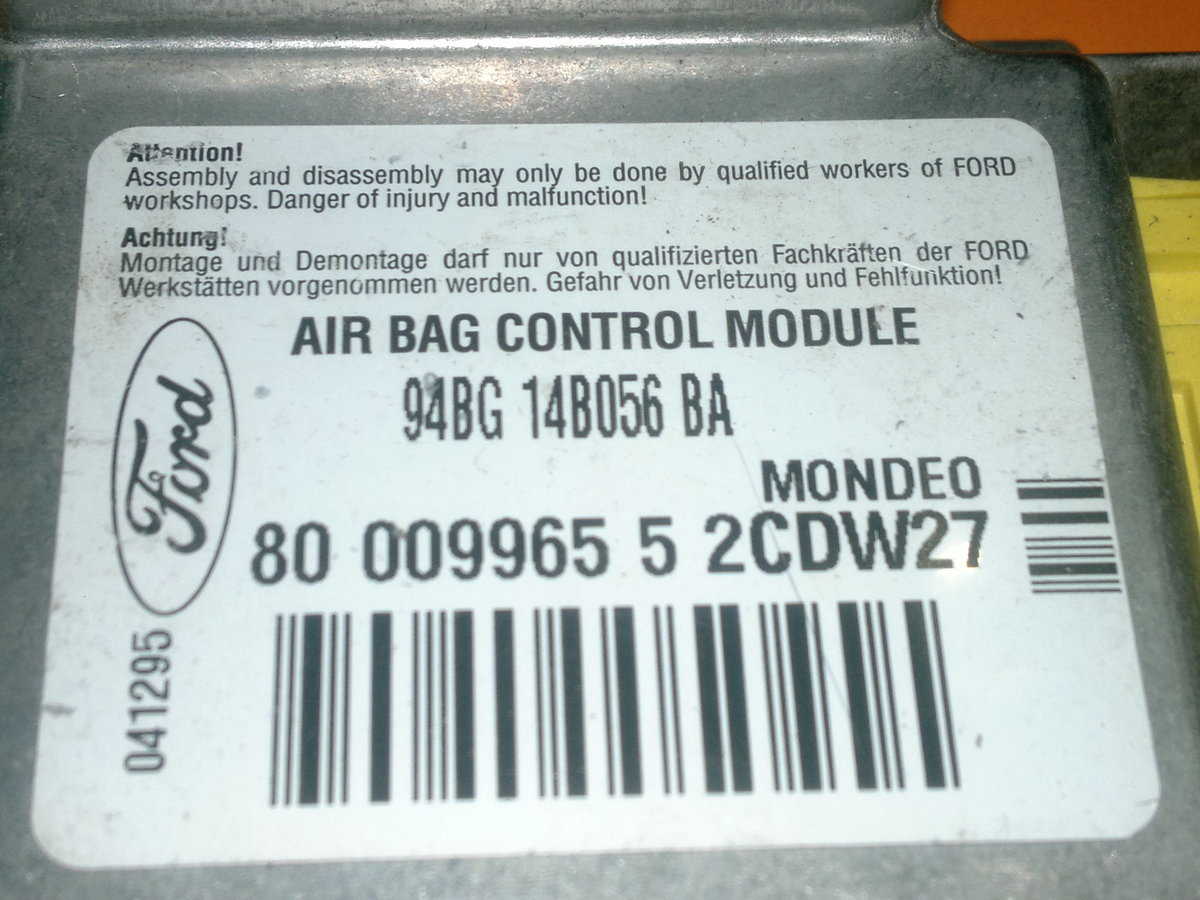 Attention!
Assembly and disassembly may only be done by qualified workers of FORD
workshops. Danger of injury and malfunction!
Achtung!
Montage und Demontage darf nur von qualifizierten Fachkräften der FORD
Werkstätten vorgenommen werden. Gefahr von Verletzung und Fehlfunktion!
AIR BAG CONTROL MODULE
94BG 14B056 BA
Ford
MONDEO
80 009965 5 2CDW27
041295